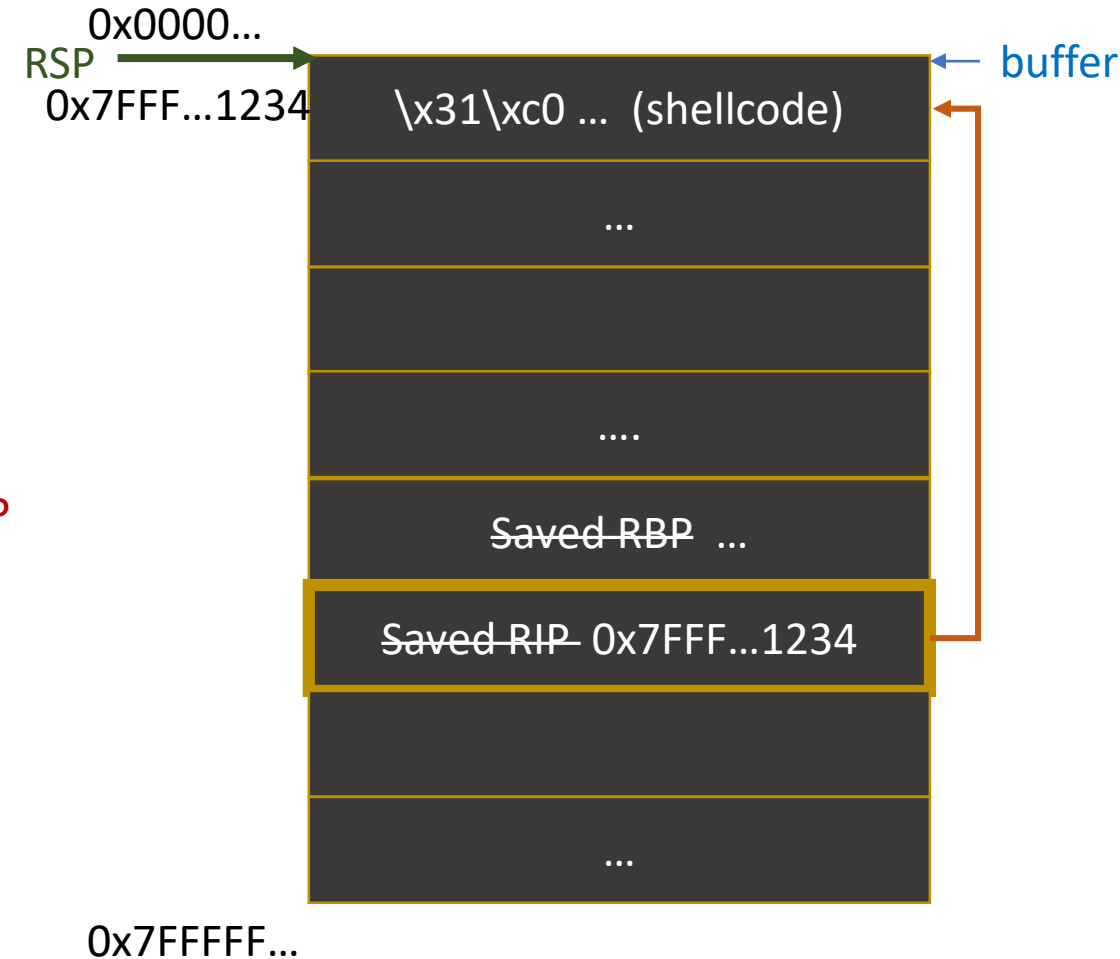 0x0000…
RSP
buffer
0x7FFF…1234
\x31\xc0 … (shellcode)
…
….
Saved RBP …
Saved RIP 0x7FFF…1234
…
0x7FFFFF…